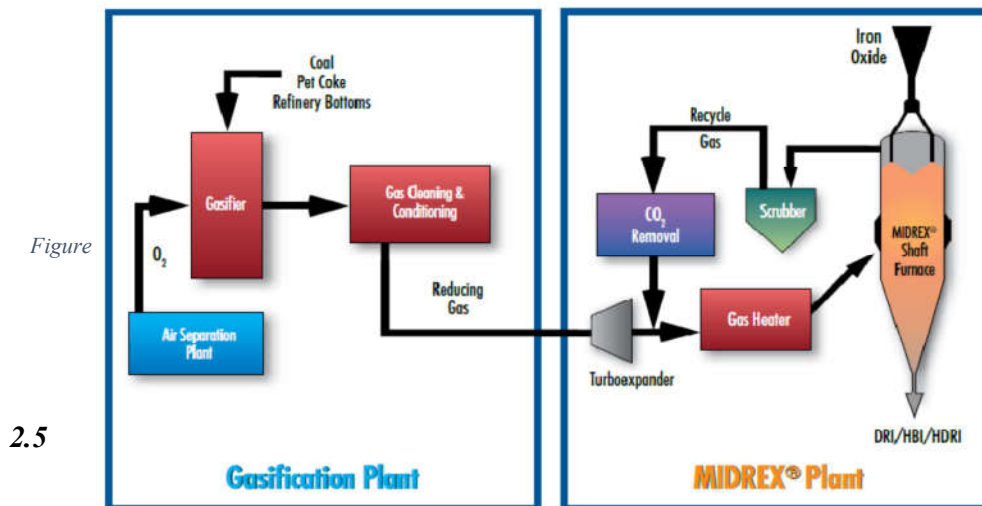 Coal
Pet Coke
Refinery Bottoms
Gasifier
Gas Cleaning &
Conditioning
O2
Air Separation
Plant
Reducing
Gas
Gasification Plant
Iron
Oxide
Recycle
Gas
CO2
Removal
Scrubber
MIDREX®
Shaft
Furnace
Gas Heater
Turboexpander
DRI/HBI/HDRI
MIDREX® Plant
Figure
2.5